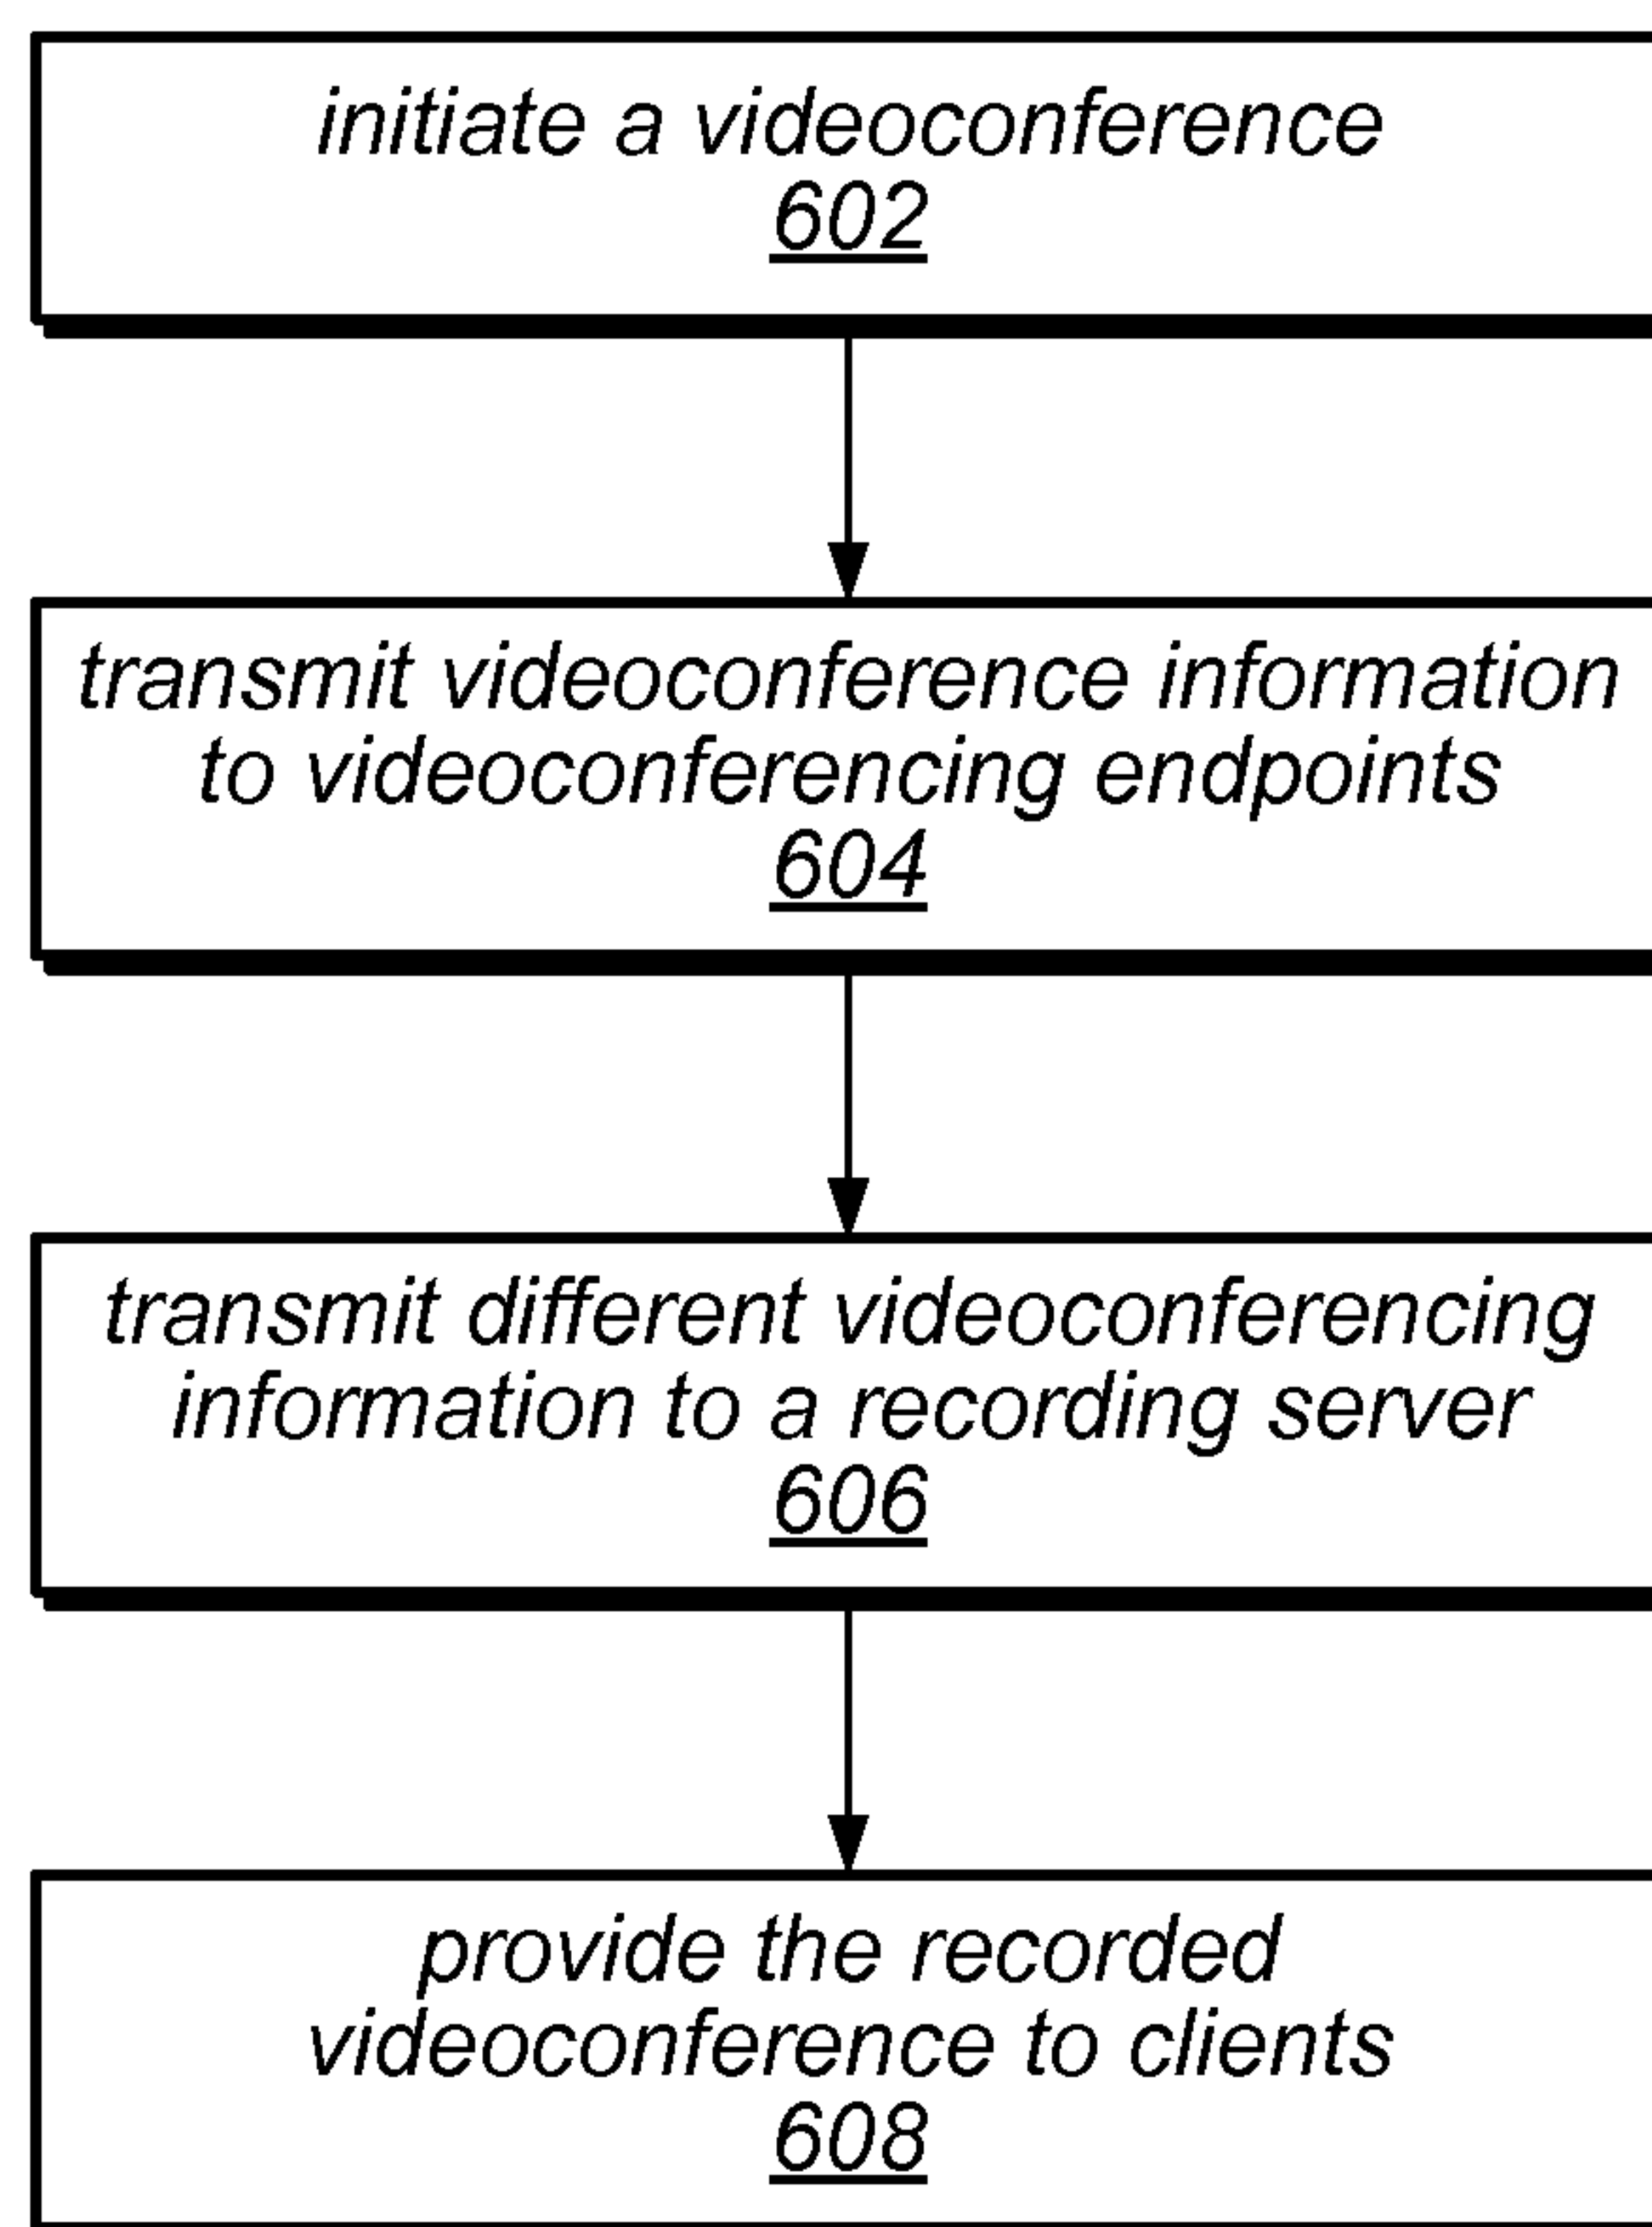 initiate a videoconference
602
transmit videoconference information
to videoconferencing endpoints
604
transmit different videoconferencing
information to a recording server
606
provide the recorded
videoconference to clients
608